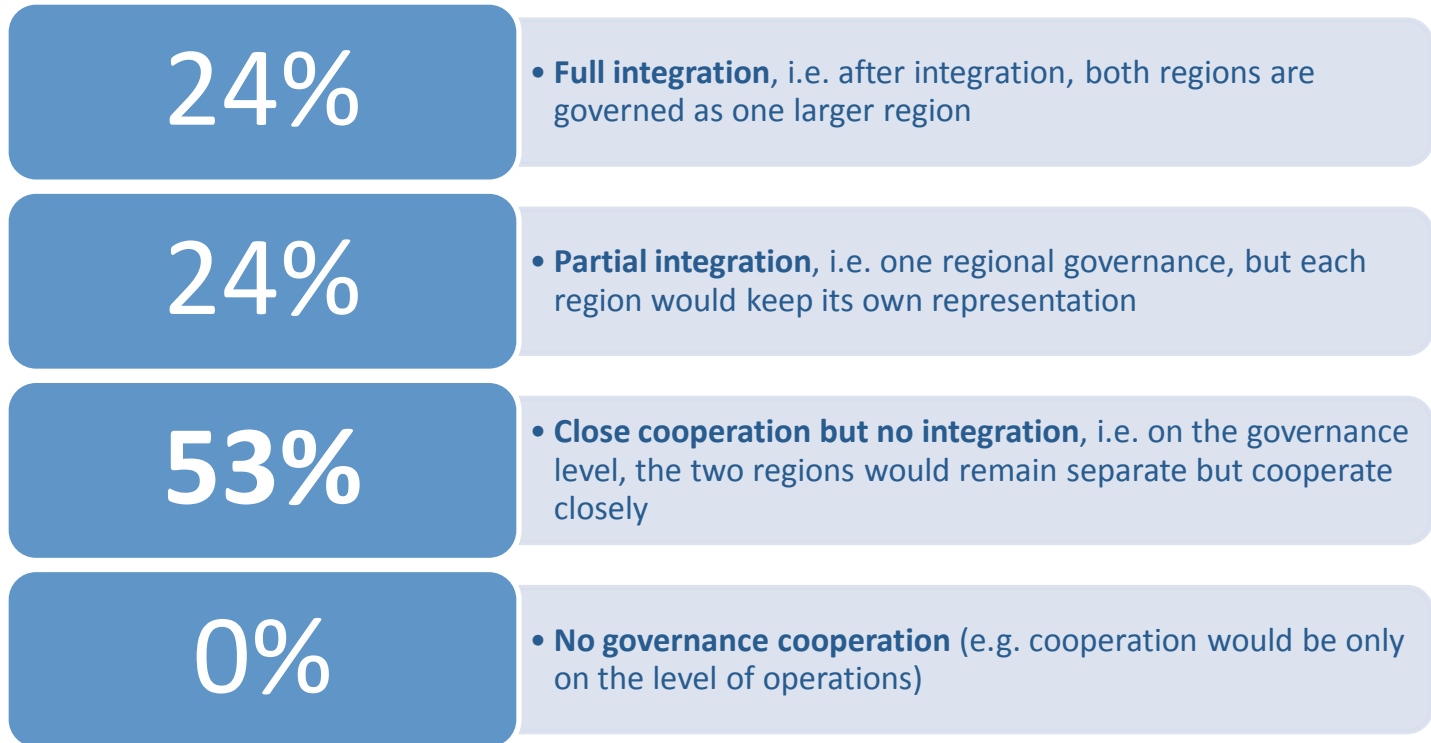 24%
• Full integration, i.e. after integration, both regions are
governed as one larger region
24%
• Partial integration, i.e. one regional governance, but each
region would keep its own representation
53%
• Close cooperation but no integration, i.e. on the governance
level, the two regions would remain separate but cooperate
closely
0%
• No governance cooperation (e.g. cooperation would be only
on the level of operations)